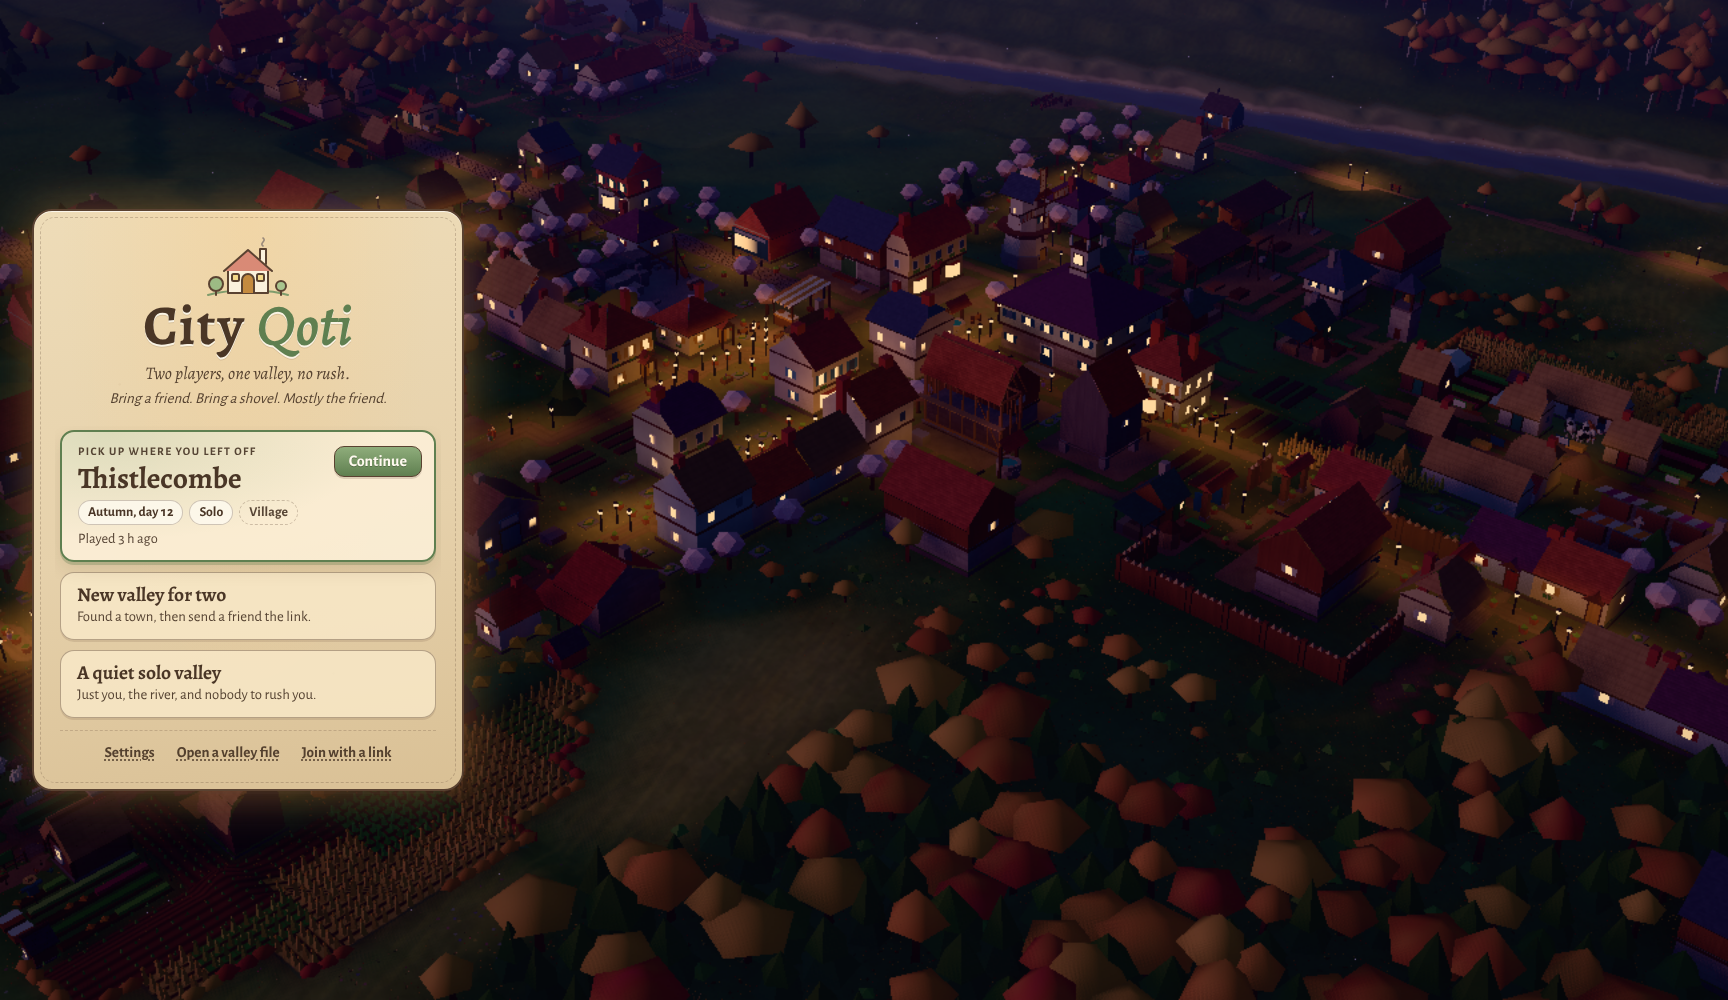 City Qoti
Two players, one valley, no rush.
Bring a friend. Bring a shovel. Mostly the friend.
PICK UP WHERE YOU LEFT OFF
Thistlecombe
Continue
Autumn, day 12 Solo Village
Played 3 h ago
New valley for two
Found a town, then send a friend the link.
A quiet solo valley
Just you, the river, and nobody to rush you.
Settings Open a valley file Join with a link